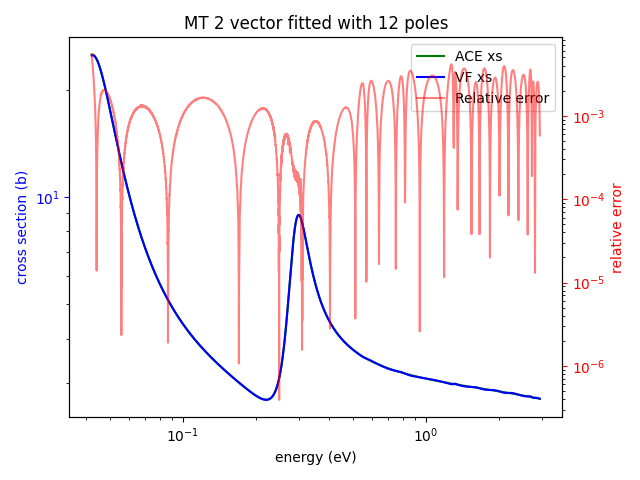 MT 2 vector fitted with 12 poles
ACE xs
VF xs
Relative error
cross section (b)
10¹
10⁻³
10⁻⁴
10⁻⁵
10⁻⁶
relative error
10⁻¹
10⁰
energy (eV)